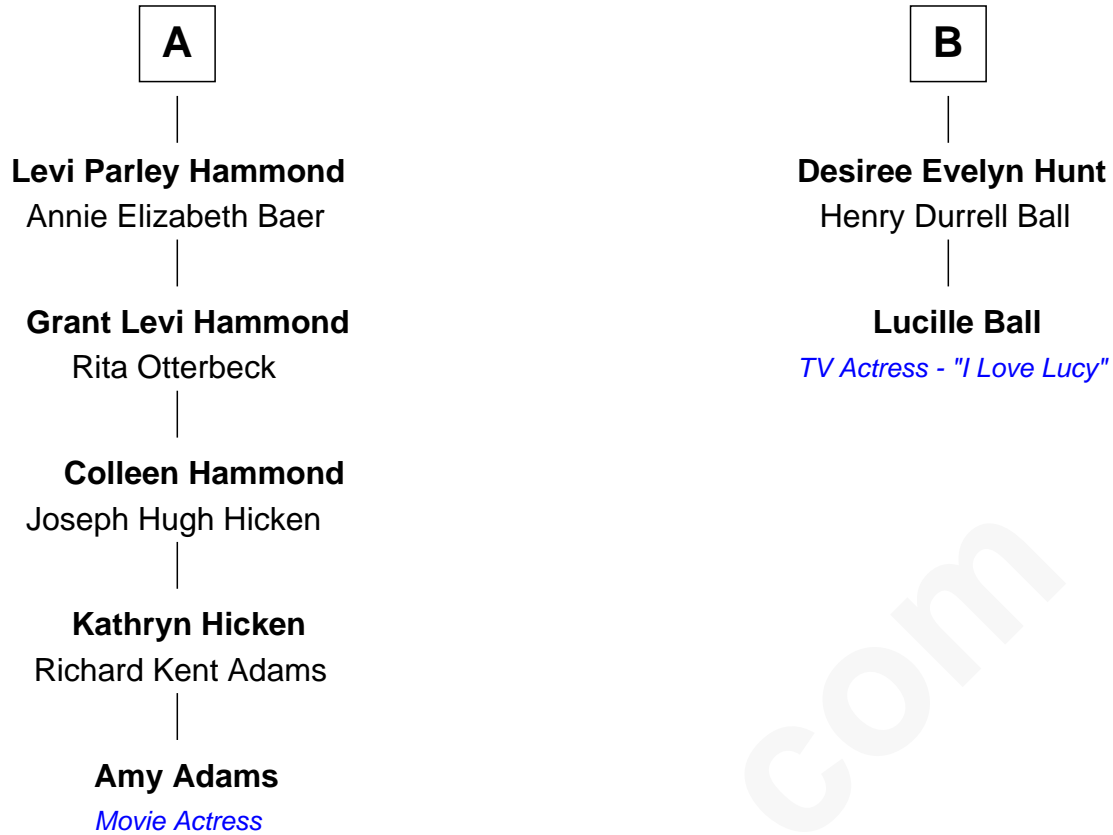 A
Levi Parley Hammond
Annie Elizabeth Baer
Grant Levi Hammond
Rita Otterbeck
Colleen Hammond
Joseph Hugh Hicken
Kathryn Hicken
Richard Kent Adams
Amy Adams
Movie Actress
B
Desiree Evelyn Hunt
Henry Durrell Ball
Lucille Ball
TV Actress - "I Love Lucy"
com